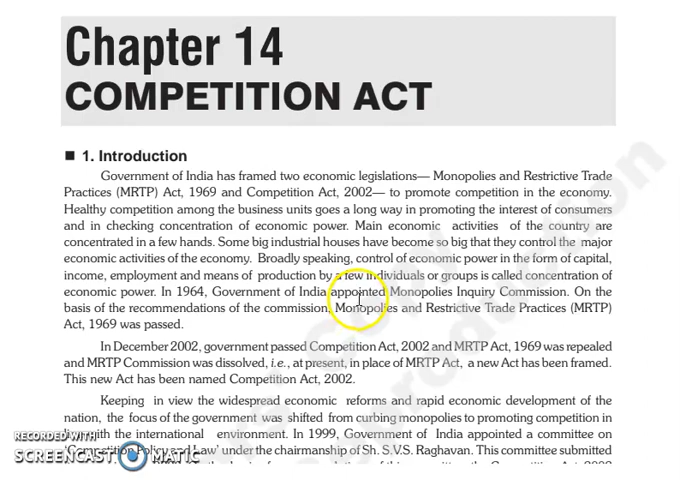 Chapter 14
COMPETITION ACT
1. Introduction
Government of India has framed two economic legislations— Monopolies and Restrictive Trade
Practices (MRTP) Act, 1969 and Competition Act, 2002— to promote competition in the economy.
Healthy competition among the business units goes a long way in promoting the interest of consumers
and in checking concentration of economic power. Main economic activities of the country are
concentrated in a few hands. Some big industrial houses have become so big that they control the major
economic activities of the economy. Broadly speaking, control of economic power in the form of capital,
income, employment and means of production by a few individuals or groups is called concentration of
economic power. In 1964, Government of India appointed Monopolies Inquiry Commission. On the
basis of the recommendations of the commission, Monopolies and Restrictive Trade Practices (MRTP)
Act, 1969 was passed.
In December 2002, government passed Competition Act, 2002 and MRTP Act, 1969 was repealed
and MRTP Commission was dissolved, i.e., at present, in place of MRTP Act, a new Act has been framed.
This new Act has been named Competition Act, 2002.
Keeping in view the widespread economic reforms and rapid economic development of the
nation, the focus of the government was shifted from curbing monopolies to promoting competition in
with the international environment. In 1999, Government of India appointed a committee on
'Competition Policy and Law' under the chairmanship of Sh. S.V.S. Raghavan. This committee submitted
RECORDED WITH
SCREENCAST MATIC